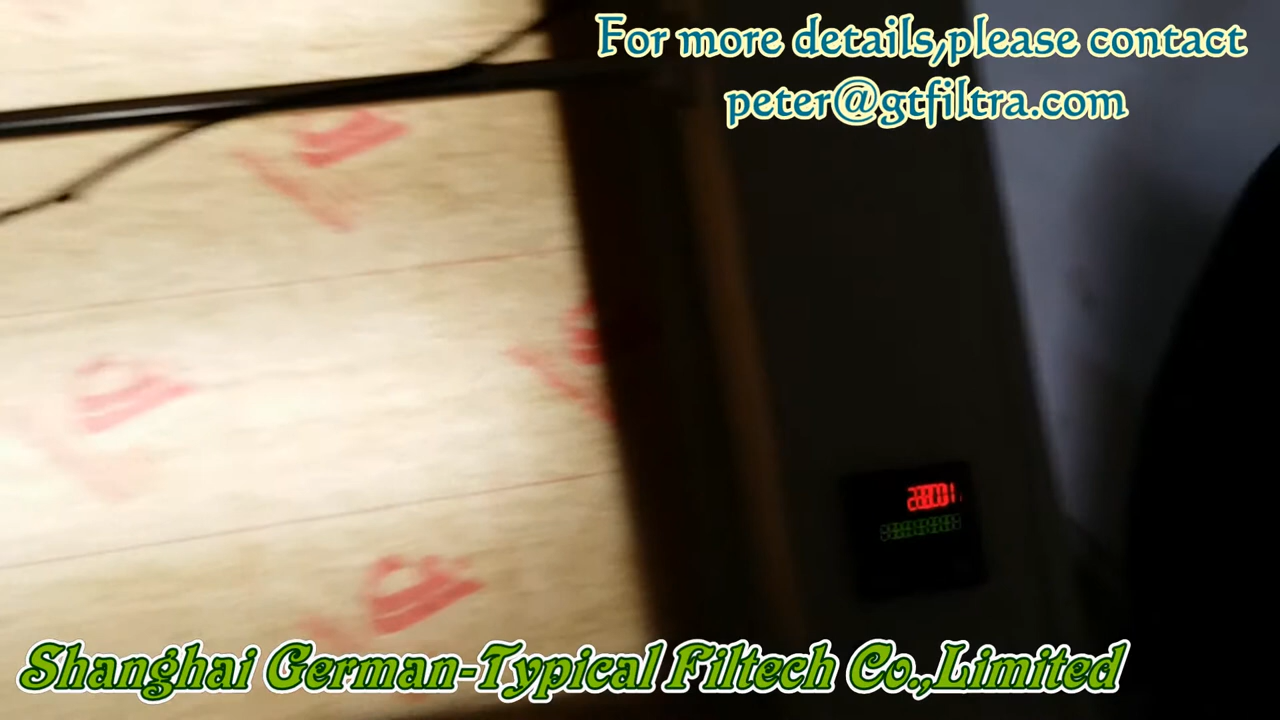 For more details,please contact
peter@gtfiltra.com
Shanghai German-Typical Filtech Co.,Limited